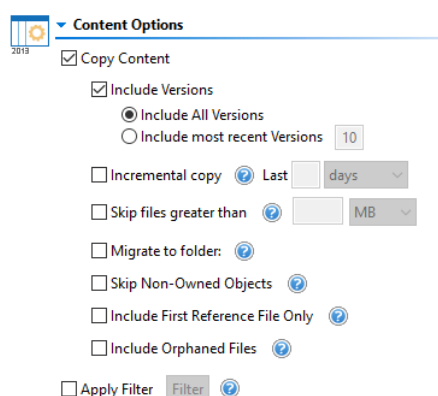 2013
Content Options
Copy Content
Include Versions
Include All Versions
Include most recent Versions 10
Incremental copy ? Last days
Skip files greater than ? MB
Migrate to folder: ?
Skip Non-Owned Objects ?
Include First Reference File Only ?
Include Orphaned Files ?
Apply Filter Filter ?